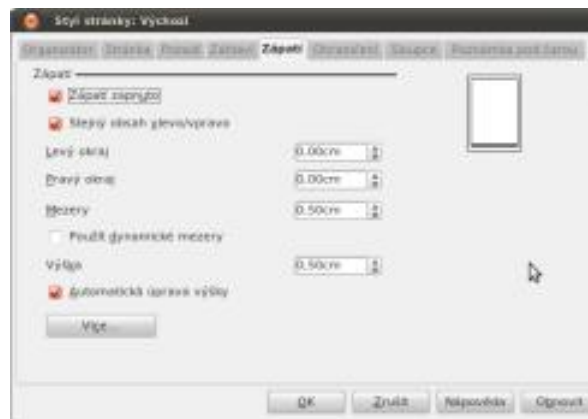 Styl stránky: Výchozí
Organizátor Stránka Pozadí Záhlaví Zápatí Ohraničení Sloupce Poznámka pod čarou
Zápatí
Zápatí zapnuto
Stejný obsah vlevo/vpravo
Levý okraj 0.00cm
Pravý okraj 0.00cm
Mezery 0.50cm
Použít dynamické mezery
Výška 0.50cm
Automatická úprava výšky
Více...
OK Zrušit Nápověda Obnovit